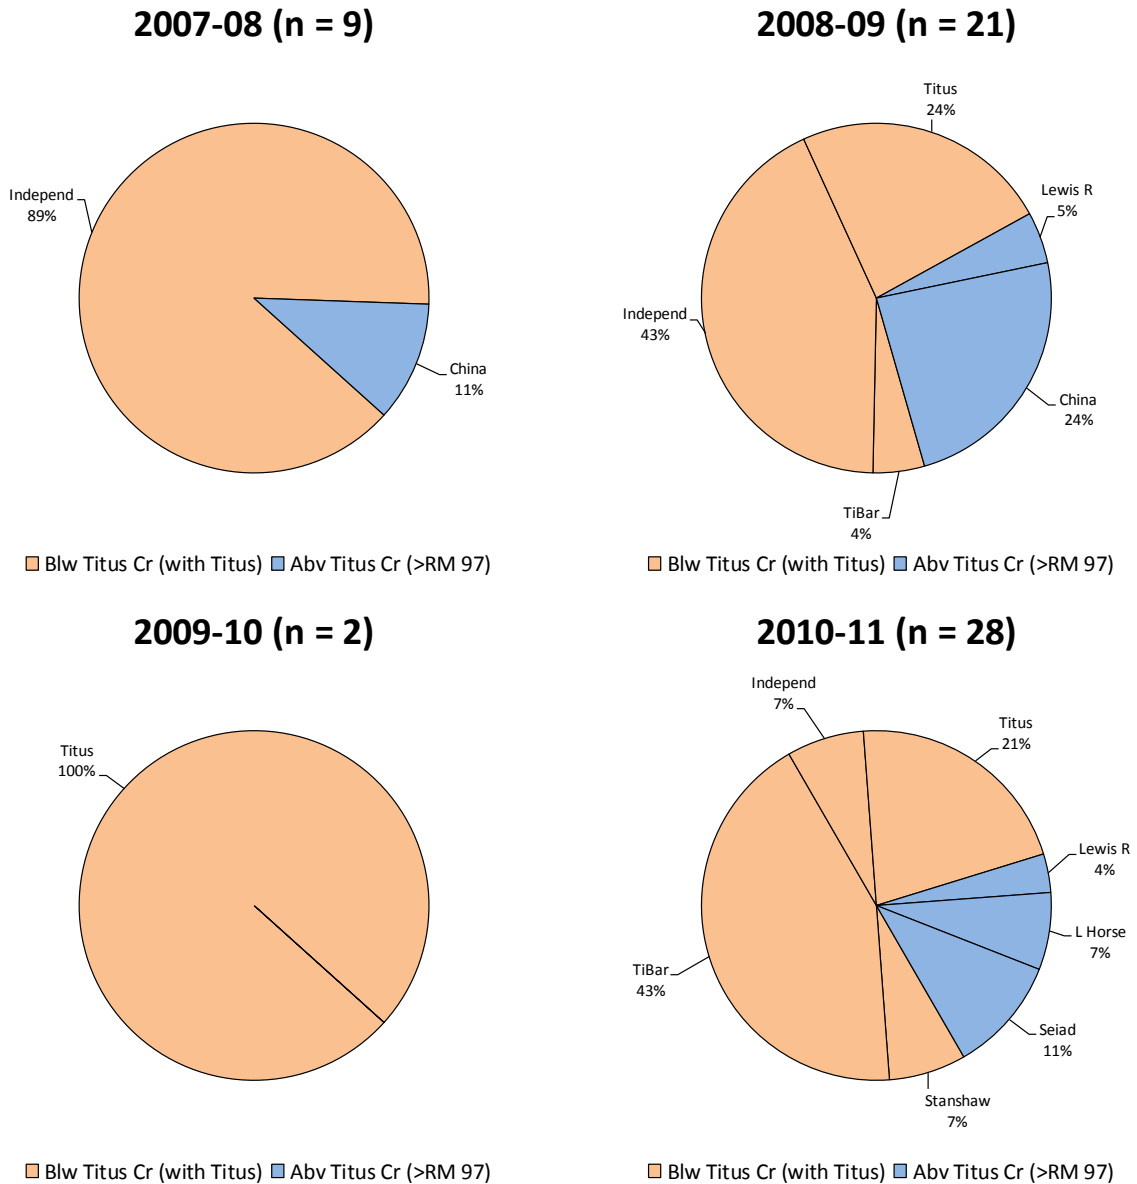 2007-08 (n = 9)
Independ
89%
China
11%
Blw Titus Cr (with Titus) Abv Titus Cr (>RM 97)
2008-09 (n = 21)
Titus
24%
Lewis R
5%
Independ
43%
China
24%
TiBar
4%
Blw Titus Cr (with Titus) Abv Titus Cr (>RM 97)
2009-10 (n = 2)
Titus
100%
Blw Titus Cr (with Titus) Abv Titus Cr (>RM 97)
2010-11 (n = 28)
Independ
7%
Titus
21%
Lewis R
4%
L Horse
7%
TiBar
43%
Seiad
11%
Stanshaw
7%
Blw Titus Cr (with Titus) Abv Titus Cr (>RM 97)